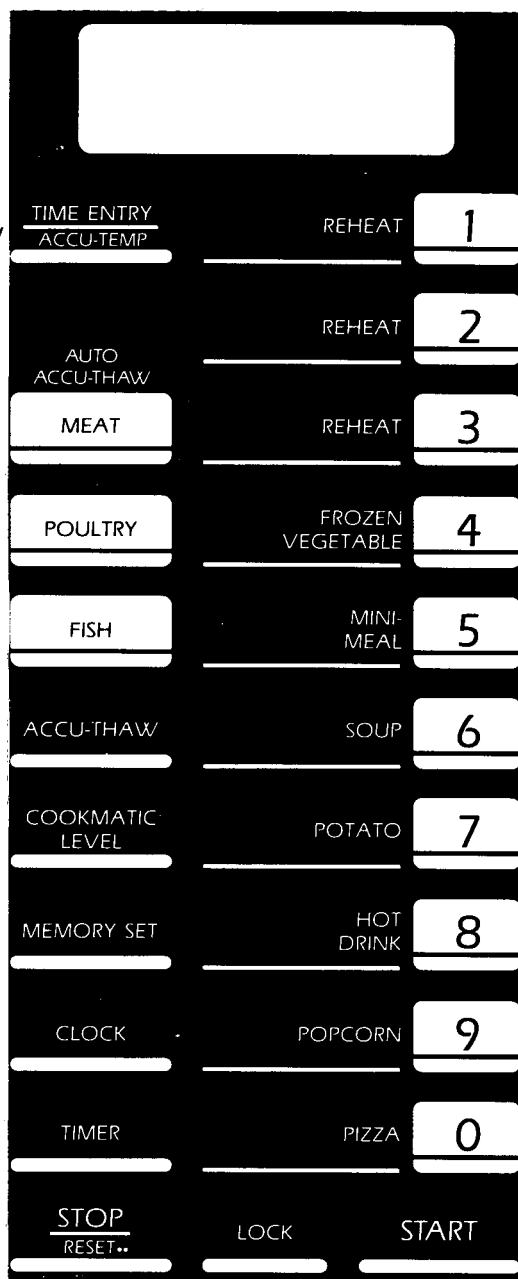 TIME ENTRY
ACCU-TEMP
REHEAT 1
REHEAT 2
AUTO
ACCU-THAW
MEAT
REHEAT 3
POULTRY
FROZEN
VEGETABLE 4
FISH
MINI-
MEAL 5
ACCU-THAW
SOUP 6
COOKMATIC
LEVEL
POTATO 7
MEMORY SET
HOT
DRINK 8
CLOCK
POPCORN 9
TIMER
PIZZA 0
STOP
RESET••
LOCK
START